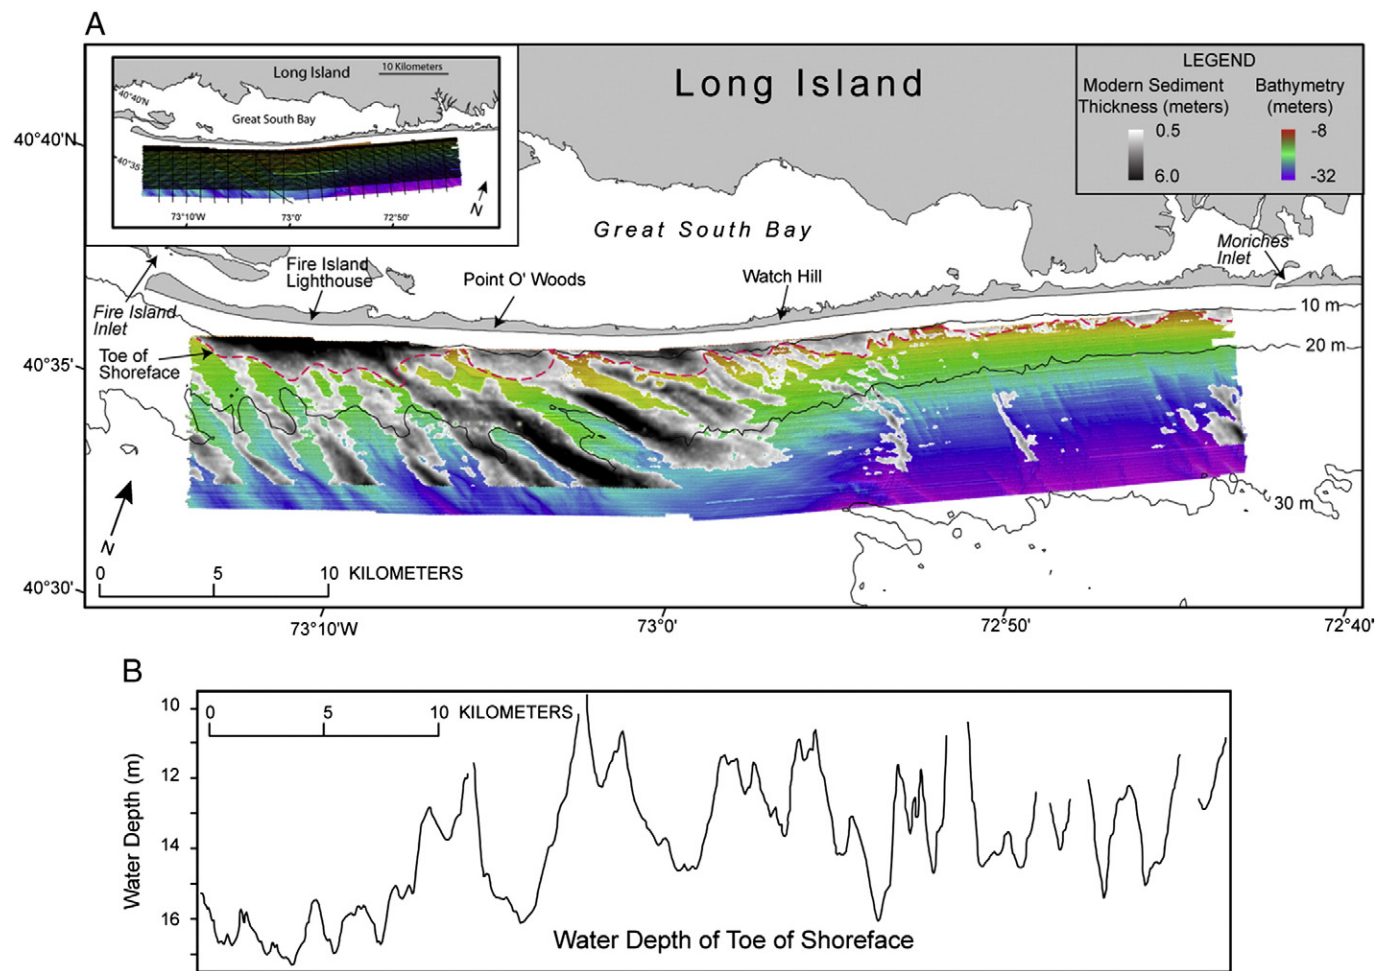 A
Long Island
10 Kilometers
40°40'N
Great South Bay
40°35'
73°10'W
73°0'
72°50'
N
Long Island
LEGEND
Modern Sediment
Thickness (meters)
0.5
6.0
Bathymetry
(meters)
-8
-32
40°40'N
Great South Bay
Moriches
Inlet
Fire Island
Lighthouse
Point O' Woods
Watch Hill
Fire Island
Inlet
10 m
20 m
Toe of
Shoreface
40°35'
30 m
N
0 5 10 KILOMETERS
40°30'
73°10'W
73°0'
72°50'
72°40'
B
0 5 10 KILOMETERS
Water Depth (m)
10
12
14
16
Water Depth of Toe of Shoreface